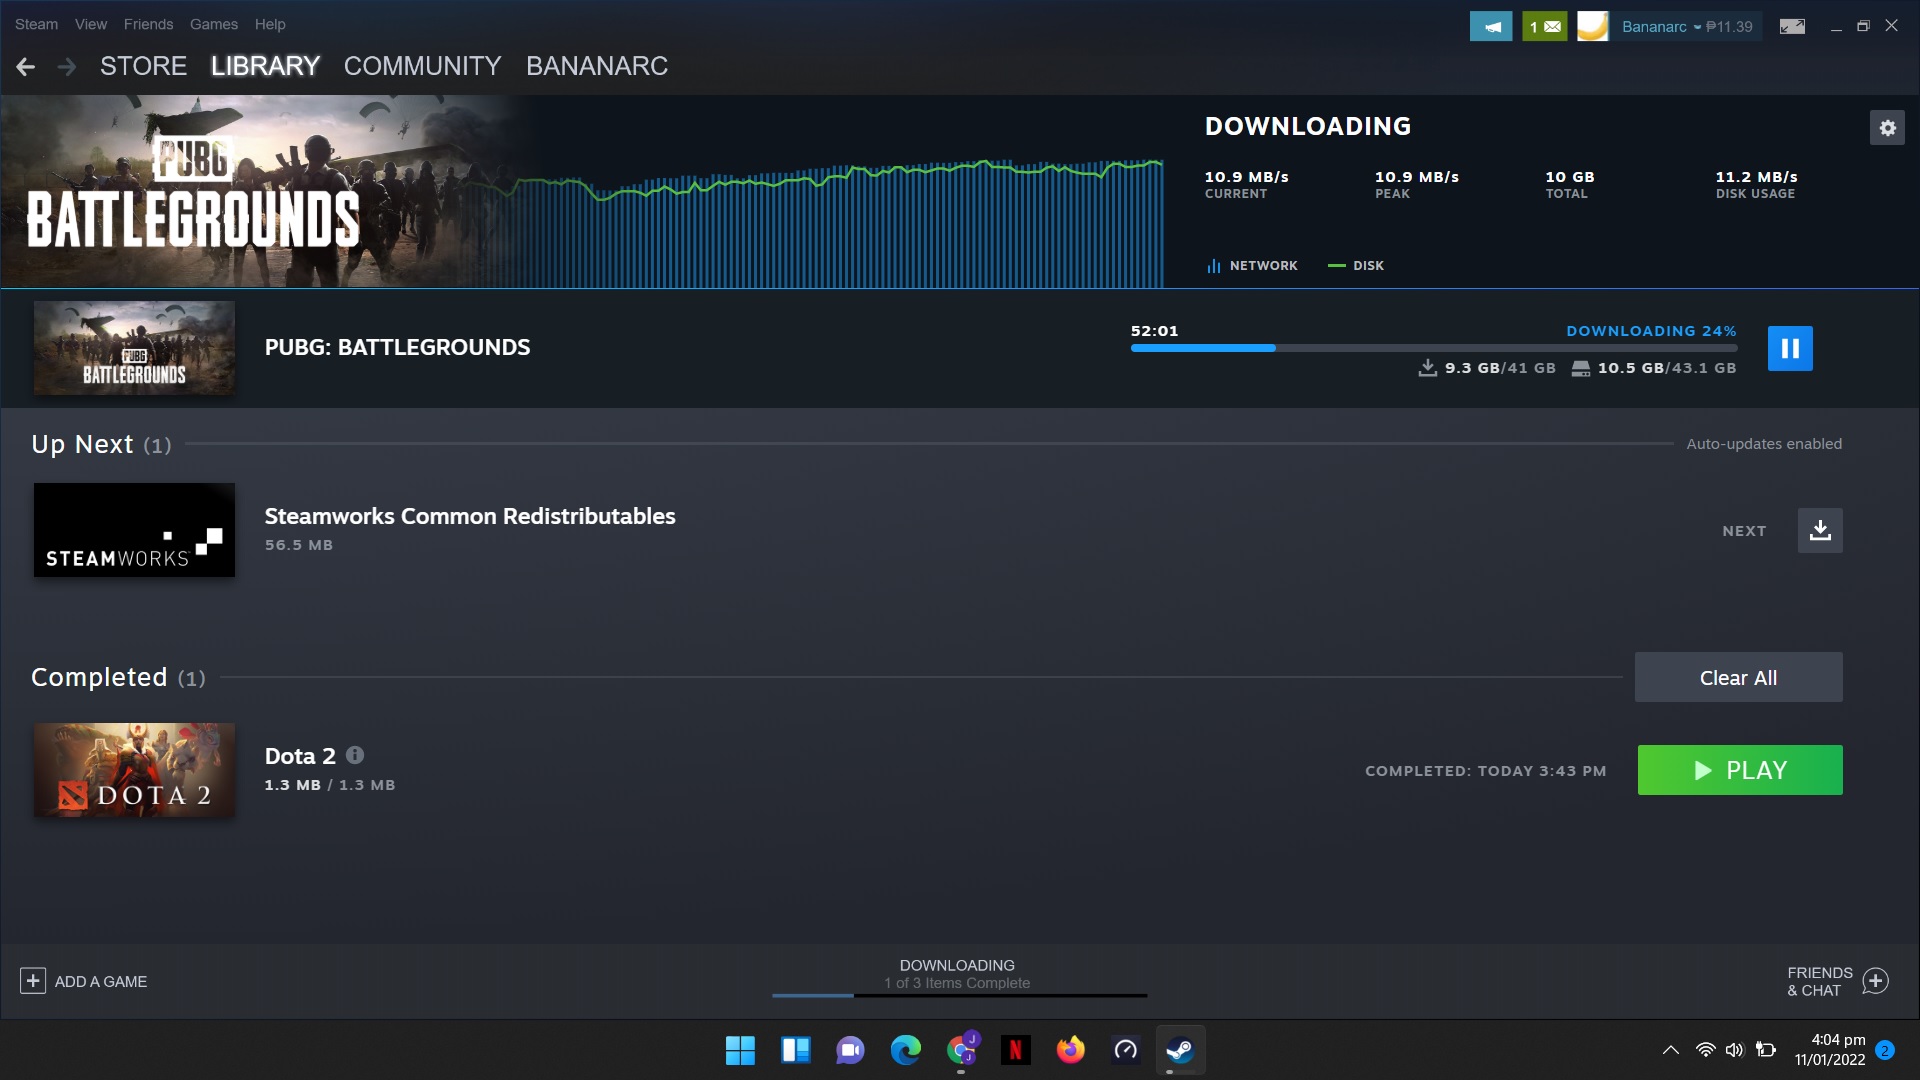 Steam View Friends Games Help
1
Bananarc ₱11.39
STORE LIBRARY COMMUNITY BANANARC
PUBG
BATTLEGROUNDS
DOWNLOADING
10.9 MB/s 10.9 MB/s 10 GB 11.2 MB/s
CURRENT PEAK TOTAL DISK USAGE
NETWORK DISK
PUBG
BATTLEGROUNDS
PUBG: BATTLEGROUNDS
52:01 DOWNLOADING 24%
9.3 GB/41 GB 10.5 GB/43.1 GB
Up Next (1) Auto-updates enabled
STEAMWORKS
Steamworks Common Redistributables
56.5 MB
NEXT
Completed (1) Clear All
DOTA 2
Dota 2
1.3 MB / 1.3 MB
COMPLETED: TODAY 3:43 PM PLAY
ADD A GAME
DOWNLOADING
1 of 3 Items Complete
FRIENDS
& CHAT
J
J
N
4:04 pm
11/01/2022
2